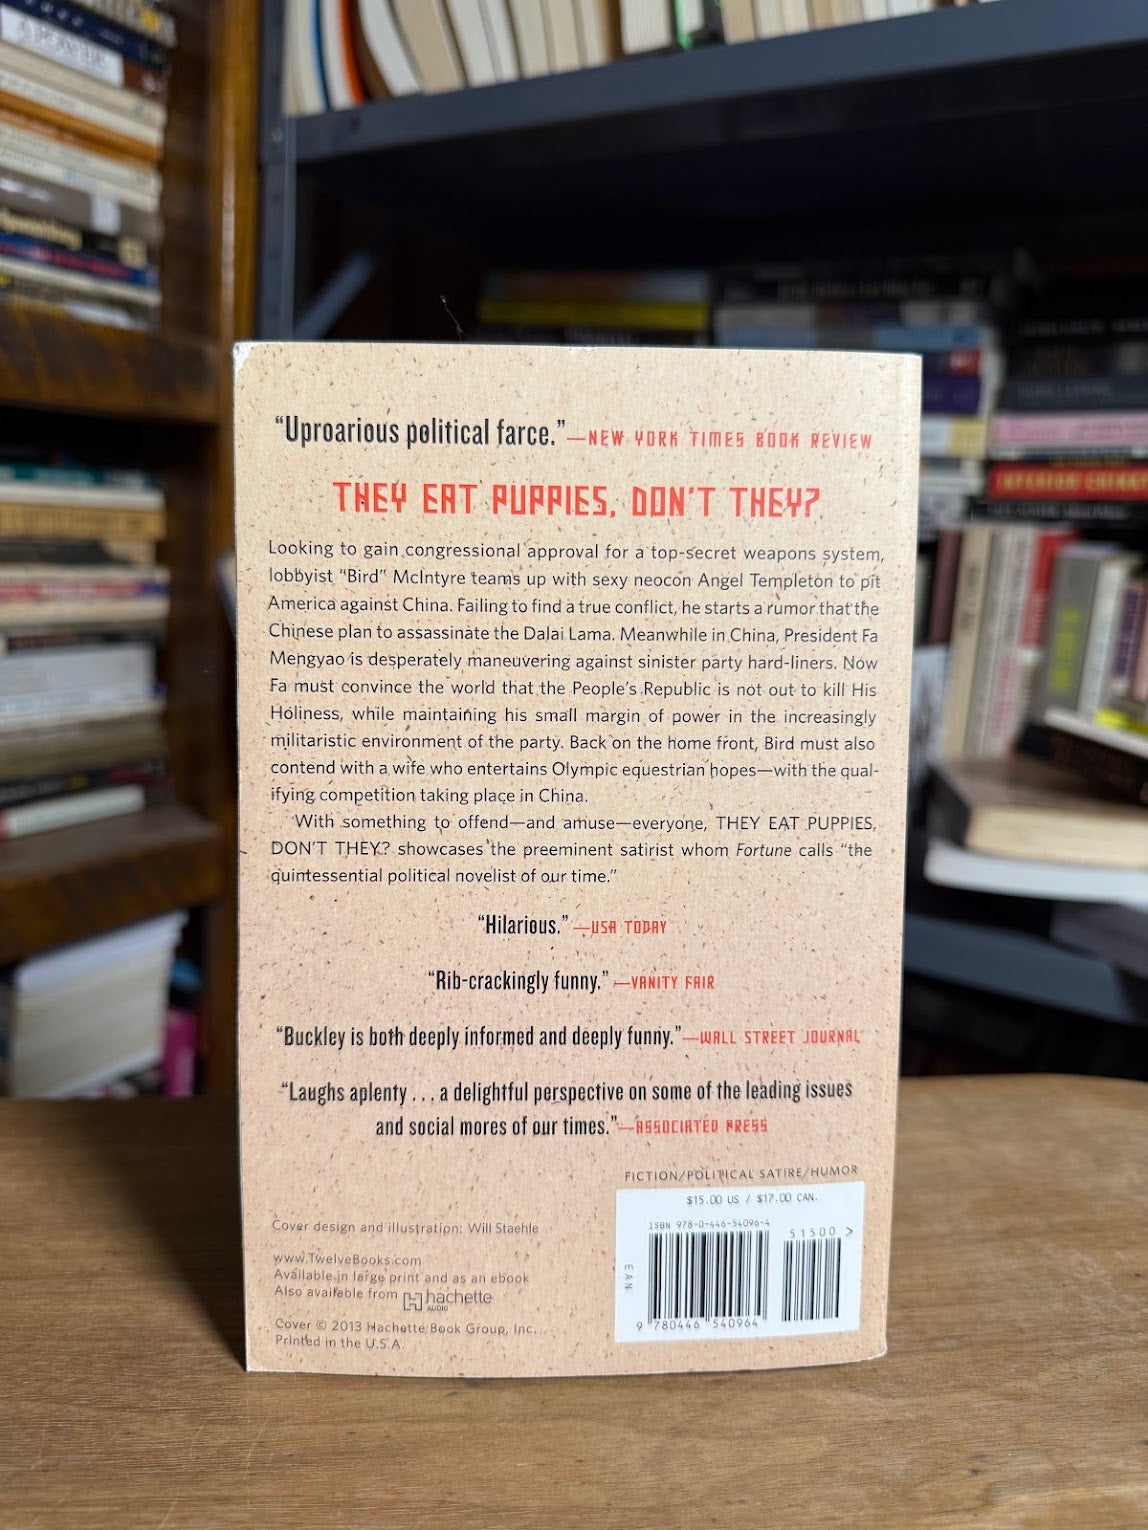 “Uproarious political farce.”—NEW YORK TIMES BOOK REVIEW
THEY EAT PUPPIES, DON'T THEY?
Looking to gain congressional approval for a top-secret weapons system,
lobbyist “Bird” McIntyre teams up with sexy neocon Angel Templeton to pit
America against China. Failing to find a true conflict, he starts a rumor that the
Chinese plan to assassinate the Dalai Lama. Meanwhile in China, President Fa
Mengyao is desperately maneuvering against sinister party hard-liners. Now
Fa must convince the world that the People’s Republic is not out to kill His
Holiness, while maintaining his small margin of power in the increasingly
militaristic environment of the party. Back on the home front, Bird must also
contend with a wife who entertains Olympic equestrian hopes—with the qual-
ifying competition taking place in China.
With something to offend—and amuse—everyone, THEY EAT PUPPIES,
DON’T THEY? showcases the preeminent satirist whom Fortune calls “the
quintessential political novelist of our time.”
“Hilarious.” —USA TODAY
“Rib-crackingly funny.” —VANITY FAIR
“Buckley is both deeply informed and deeply funny.”—WALL STREET JOURNAL
“Laughs aplenty . . . a delightful perspective on some of the leading issues
and social mores of our times.”—ASSOCIATED PRESS
FICTION/POLITICAL SATIRE/HUMOR
$15.00 US / $17.00 CAN.
ISBN 978-0-446-54096-4
51500 >
EAN
9 780446 540964
Cover design and illustration: Will Staehle
www.TwelveBooks.com
Available in large print and as an ebook
Also available from hachette
AUDIO
Cover © 2013 Hachette Book Group, Inc.
Printed in the U.S.A.